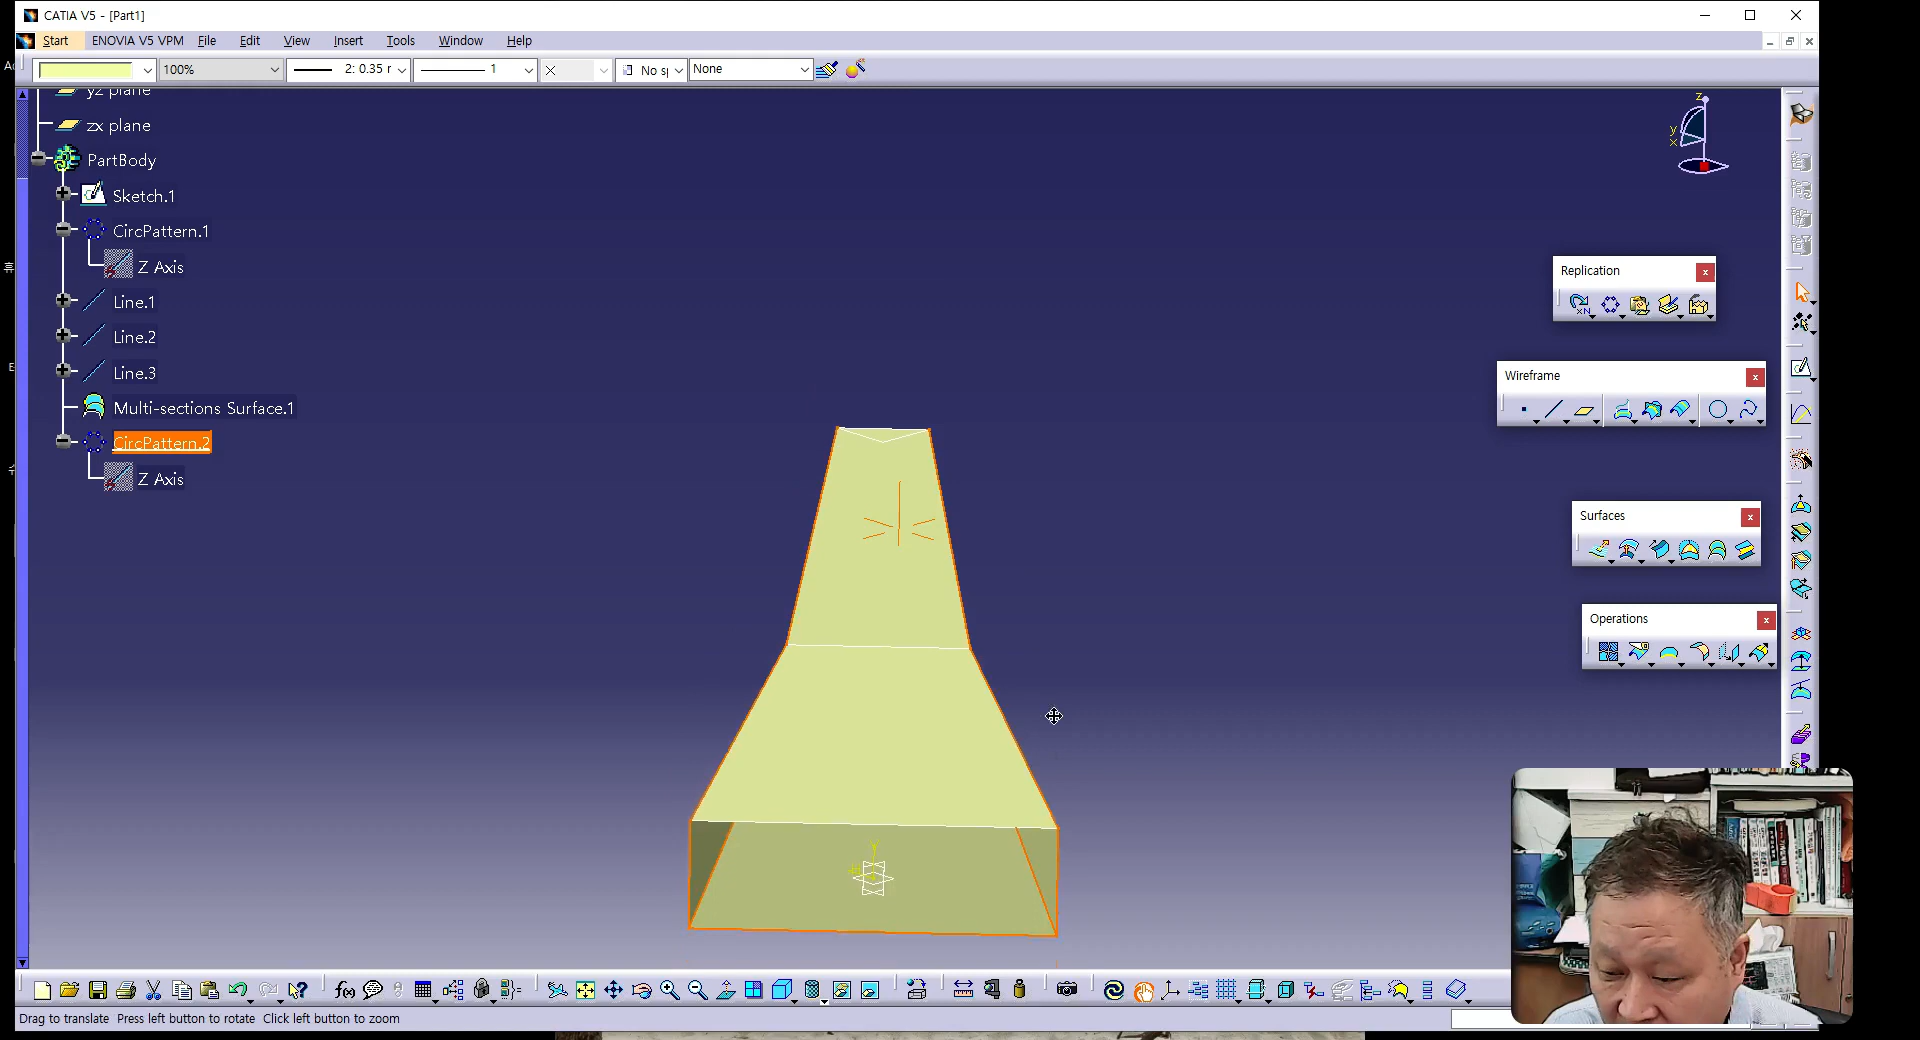 CATIA V5 - [Part1]
Start ENOVIA V5 VPM File Edit View Insert Tools Window Help
100% 2: 0.35 r 1 No sp None
yz plane
zx plane
PartBody
Sketch.1
CircPattern.1
Z Axis
Line.1
Line.2
Line.3
Multi-sections Surface.1
CircPattern.2
Z Axis
z
y
x
Replication
Wireframe
Surfaces
Operations
Drag to translate Press left button to rotate Click left button to zoom